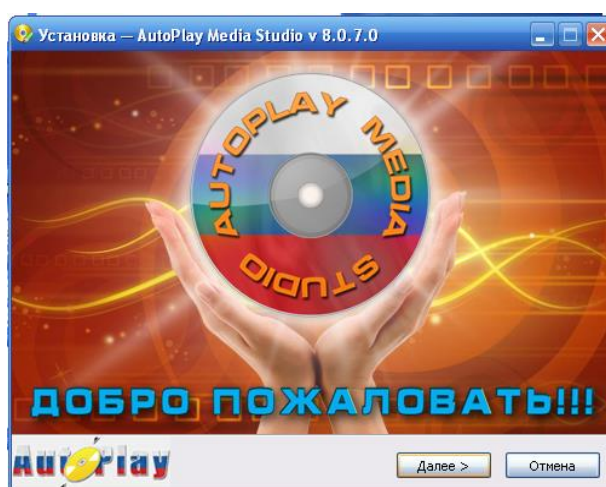 Установка — AutoPlay Media Studio v 8.0.7.0
AUTOPLAY MEDIA STUDIO
ДОБРО ПОЖАЛОВАТЬ!!!
AutoPlay
Далее >
Отмена